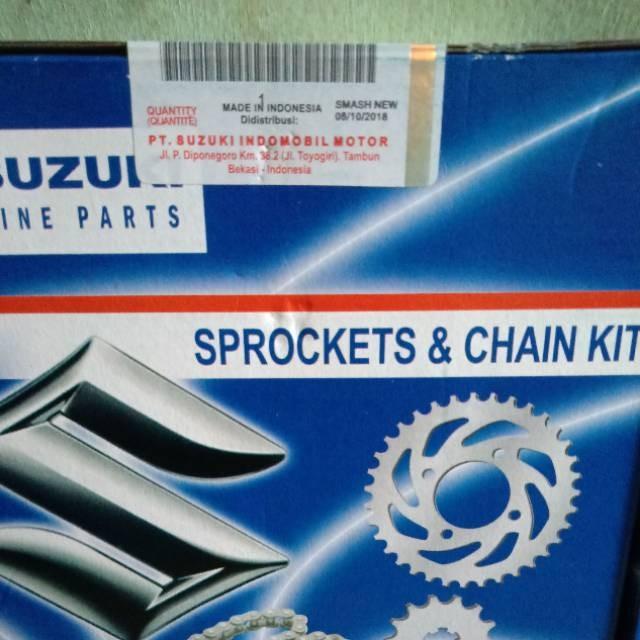 QUANTITY 1 MADE IN INDONESIA SMASH NEW
(QUANTITÉ) Didistribusi: 08/10/2018
PT. SUZUKI INDOMOBIL MOTOR
Jl. P. Diponegoro Km. 38.2 (Jl. Toyogiri). Tambun
Bekasi - Indonesia
SUZUKI
INE PARTS
SPROCKETS & CHAIN KIT